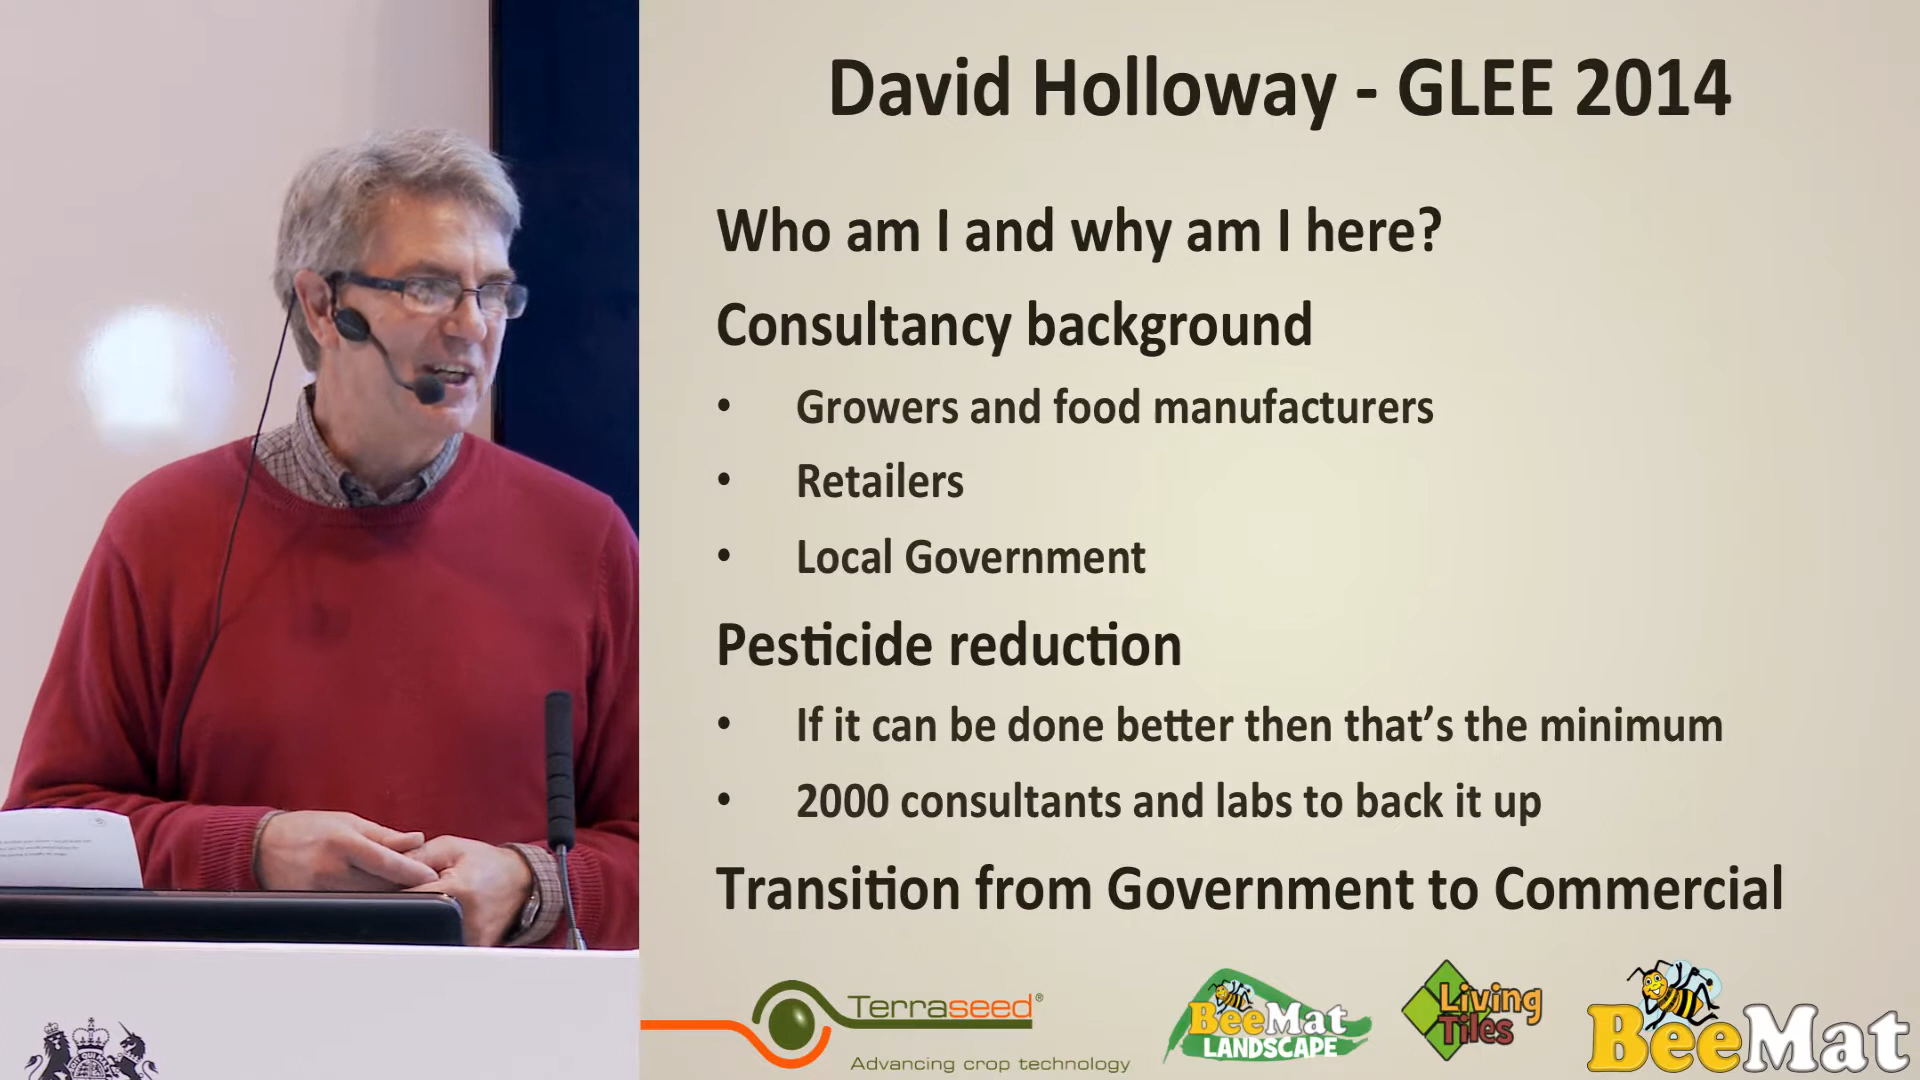 David Holloway - GLEE 2014
Who am I and why am I here?
Consultancy background
• Growers and food manufacturers
• Retailers
• Local Government
Pesticide reduction
• If it can be done better then that’s the minimum
• 2000 consultants and labs to back it up
Transition from Government to Commercial
Terraseed®
Advancing crop technology
BeeMat
LANDSCAPE
Living
Tiles
BeeMat